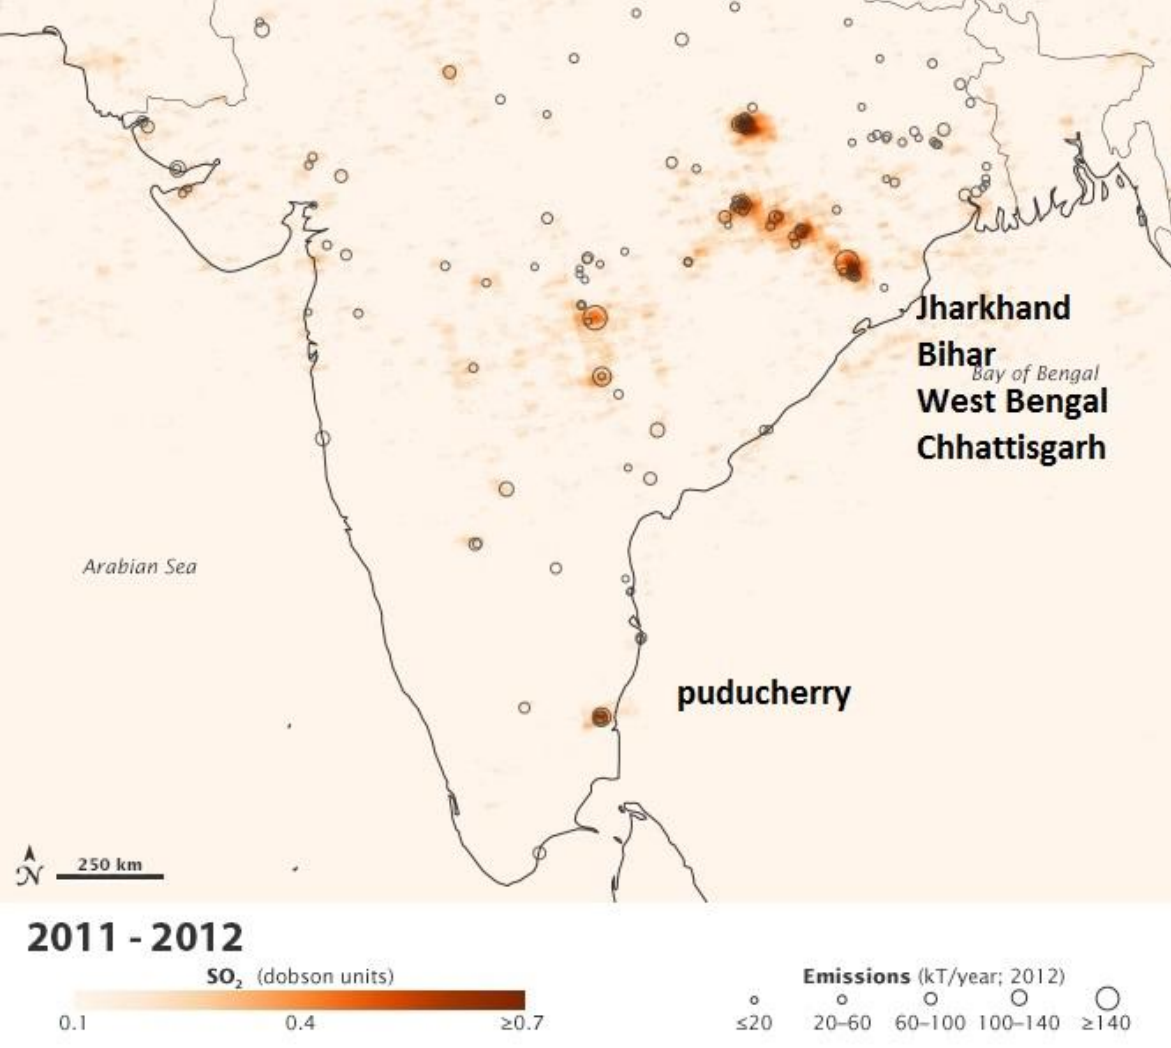 Jharkhand
Bihar
Bay of Bengal
West Bengal
Chhattisgarh
Arabian Sea
puducherry
N
250 km
2011 - 2012
SO₂ (dobson units)
0.1 0.4 ≥0.7
Emissions (kT/year; 2012)
≤20 20–60 60–100 100–140 ≥140